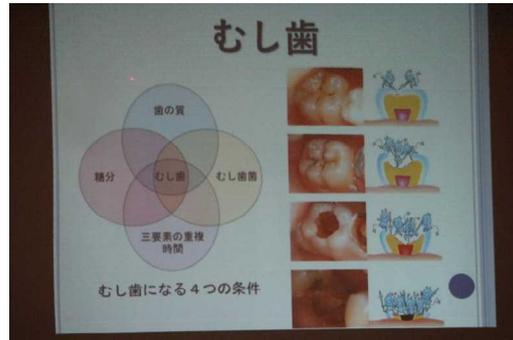 むし歯
歯の質
糖分
むし歯
むし歯菌
三要素の重複
時間
むし歯になる4つの条件